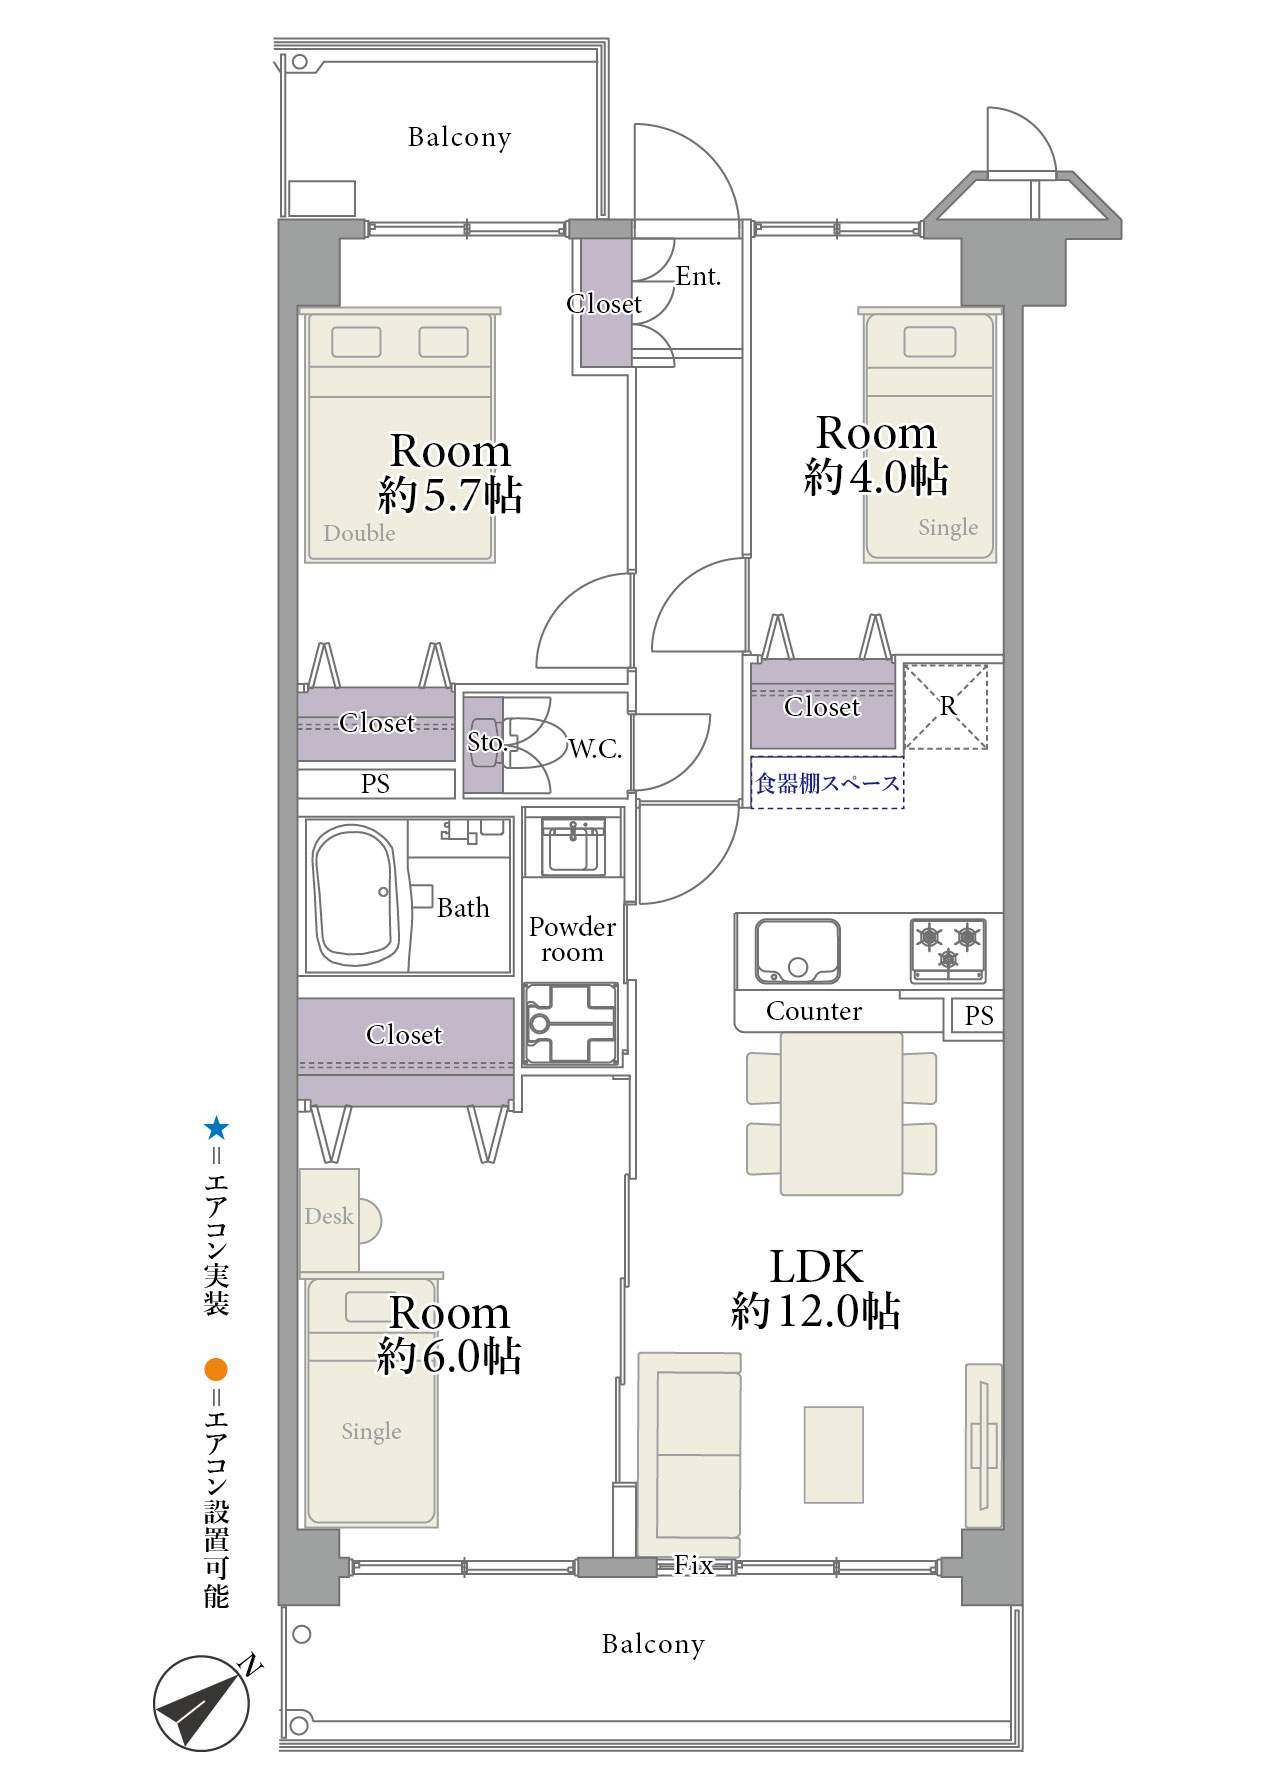 Balcony
Ent.
Closet
Room
約5.7帖
Double
Room
約4.0帖
Single
Closet
Sto.
W.C.
Closet
R
PS
食器棚スペース
Bath
Powder
room
Counter
PS
Closet
Desk
LDK
約12.0帖
Room
約6.0帖
Single
Fix
Balcony
★=エアコン実装
●=エアコン設置可能
N